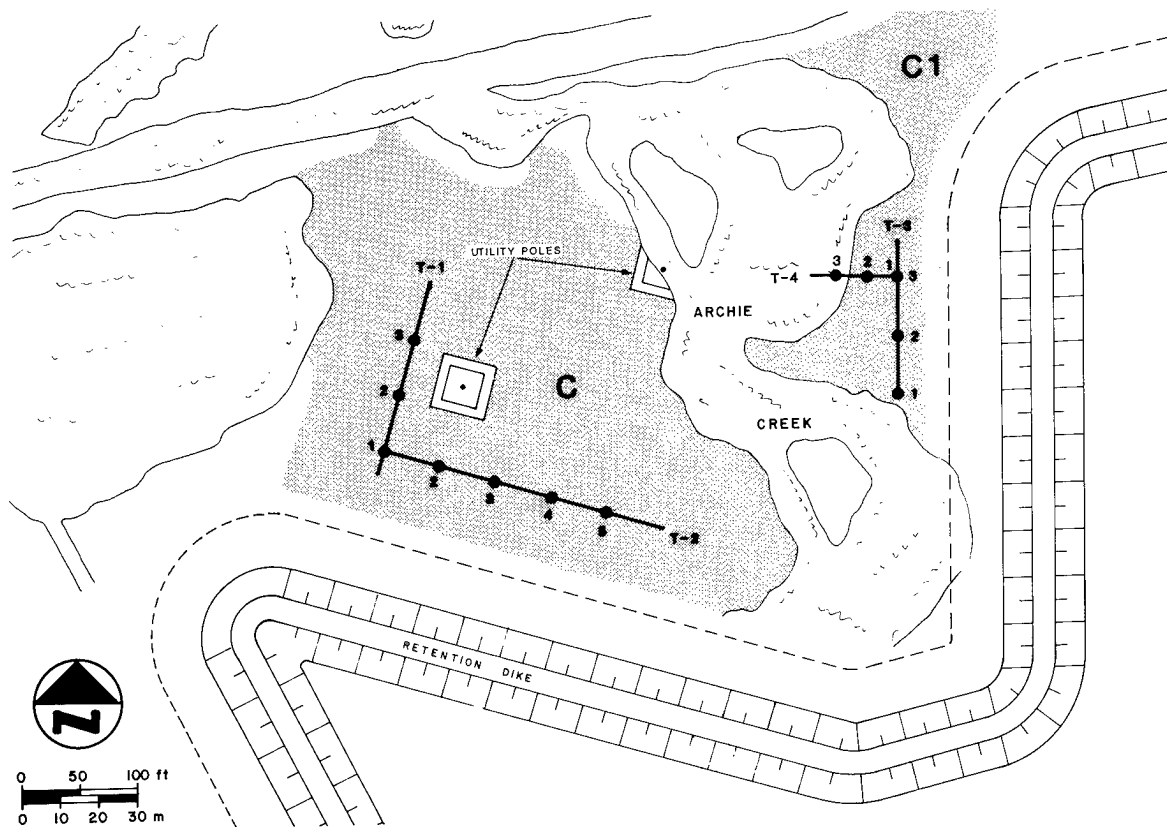 C1
T-3
UTILITY POLES
T-1
T-4
3
2
1
3
ARCHIE
3
2
2
C
1
CREEK
1
2
3
4
5
T-2
RETENTION DIKE
N
0 50 100 ft
0 10 20 30 m